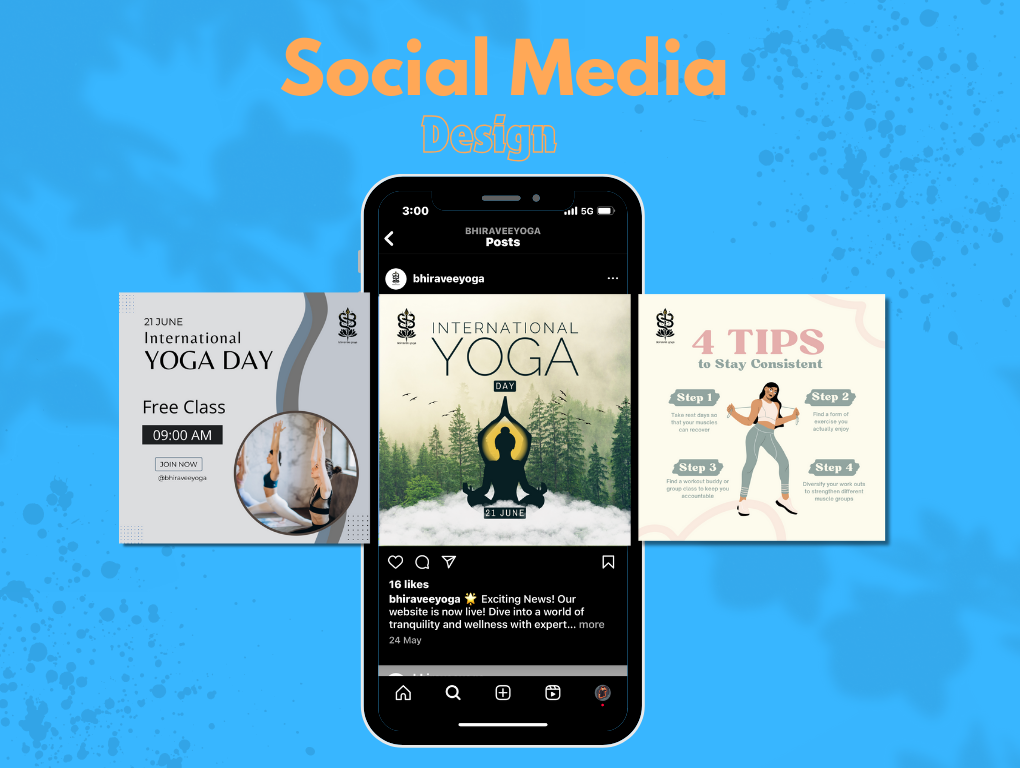 Social Media
Design
3:00
5G
BHIRAVEEYOGA
Posts
bhiraveeyoga
21 JUNE
International
YOGA DAY
Free Class
09:00 AM
JOIN NOW
@bhiraveeyoga
INTERNATIONAL
YOGA
DAY
21 JUNE
4 TIPS
to Stay Consistent
Step 1
Take rest days so
that your muscles
can recover
Step 2
Find a form of
exercise you
actually enjoy
Step 3
Find a workout buddy or
group class to keep you
accountable
Step 4
Diversify your work outs
to strengthen different
muscle groups
16 likes
bhiraveeyoga 🌟 Exciting News! Our
website is now live! Dive into a world of
tranquility and wellness with expert... more
24 May